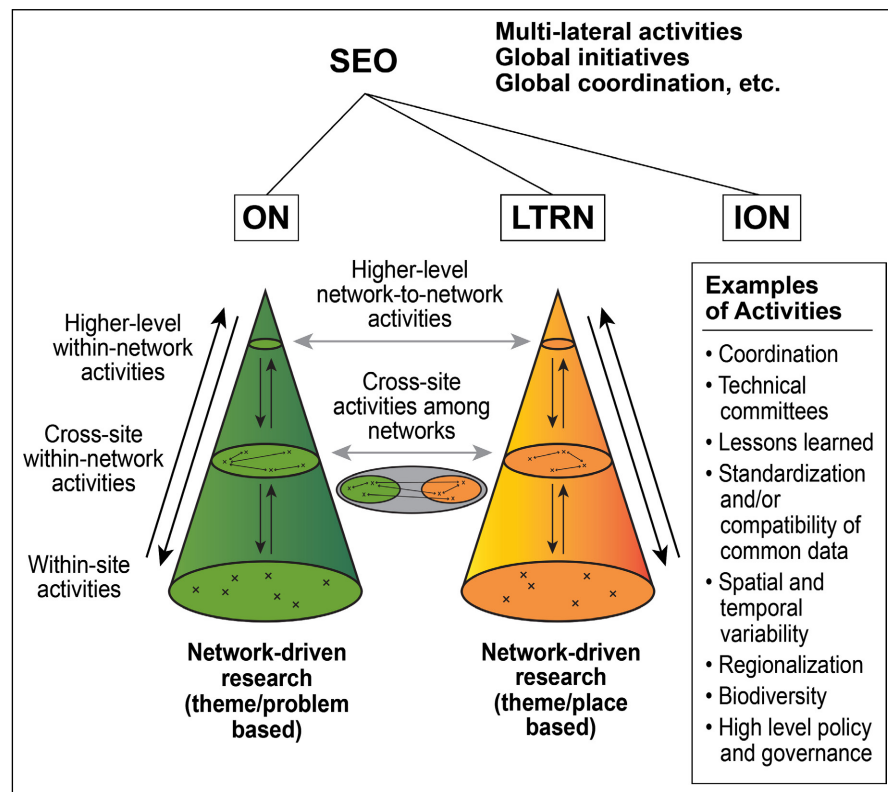 SEO
Multi-lateral activities
Global initiatives
Global coordination, etc.
ON
LTRN
ION
Higher-level
within-network
activities
Cross-site
within-network
activities
Within-site
activities
Higher-level
network-to-network
activities
Cross-site
activities among
networks
Network-driven
research
(theme/problem
based)
Network-driven
research
(theme/place
based)
Examples
of Activities
• Coordination
• Technical
committees
• Lessons learned
• Standardization
and/or
compatibility of
common data
• Spatial and
temporal
variability
• Regionalization
• Biodiversity
• High level policy
and governance